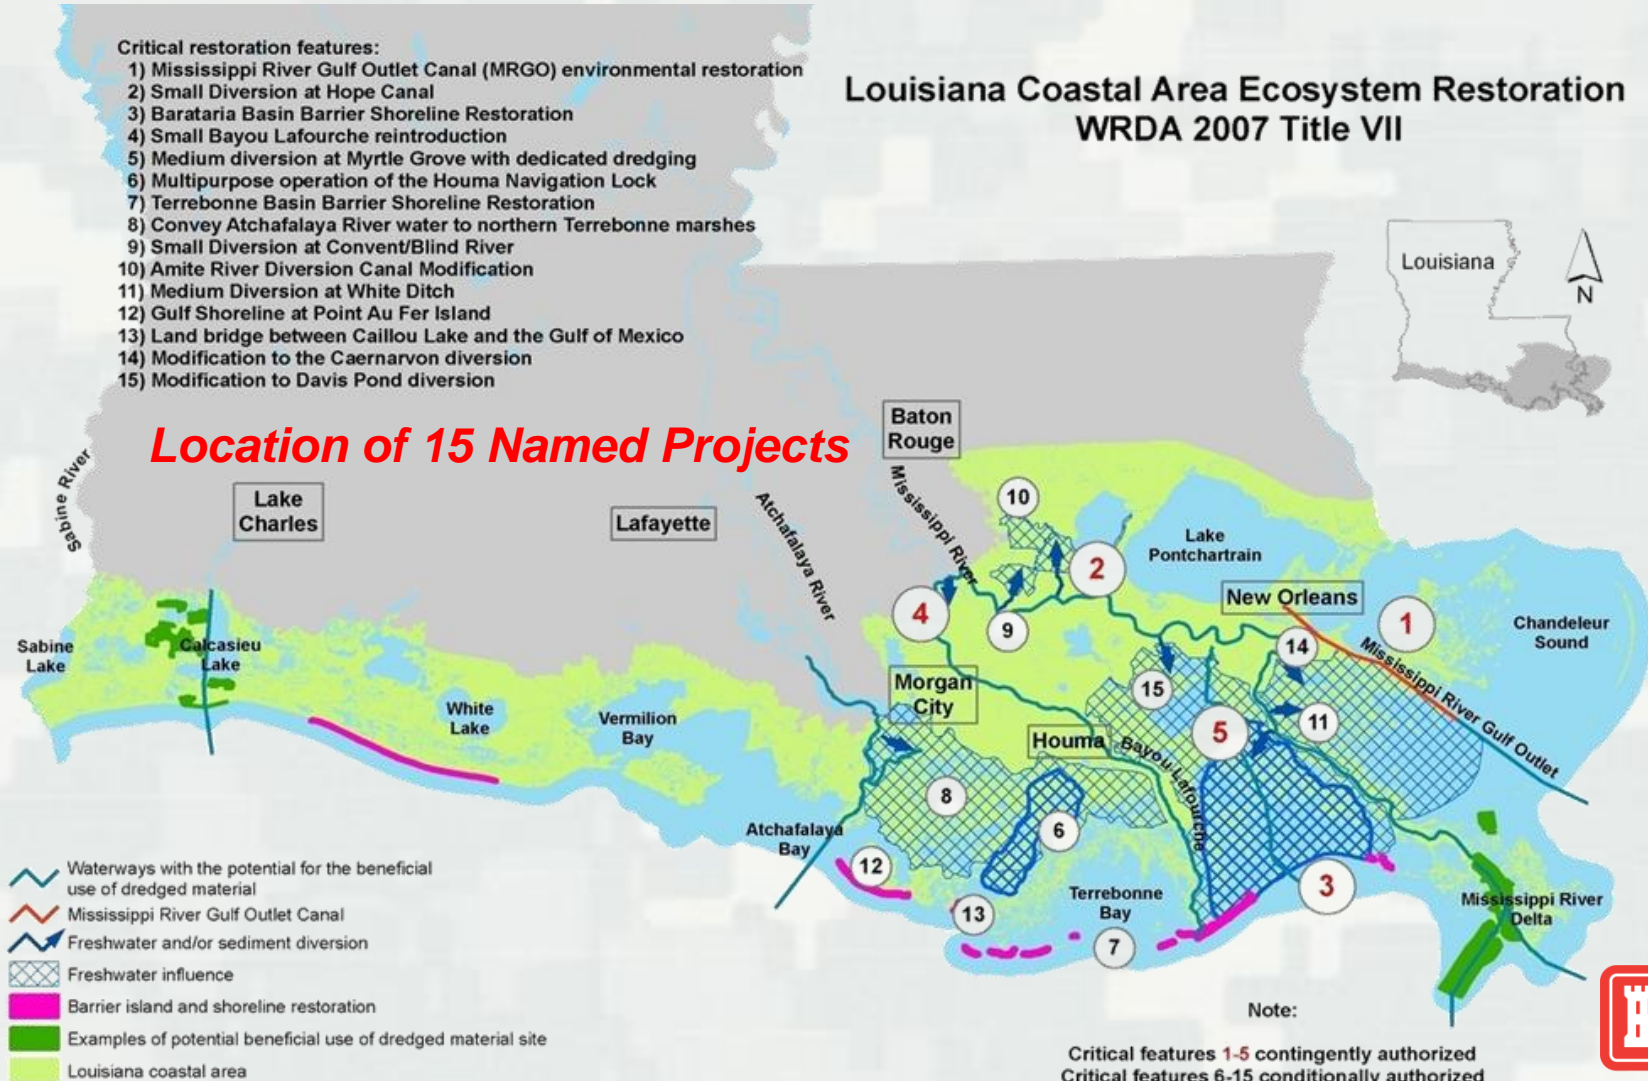 Critical restoration features:
1) Mississippi River Gulf Outlet Canal (MRGO) environmental restoration
2) Small Diversion at Hope Canal
3) Barataria Basin Barrier Shoreline Restoration
4) Small Bayou Lafourche reintroduction
5) Medium diversion at Myrtle Grove with dedicated dredging
6) Multipurpose operation of the Houma Navigation Lock
7) Terrebonne Basin Barrier Shoreline Restoration
8) Convey Atchafalaya River water to northern Terrebonne marshes
9) Small Diversion at Convent/Blind River
10) Amite River Diversion Canal Modification
11) Medium Diversion at White Ditch
12) Gulf Shoreline at Point Au Fer Island
13) Land bridge between Caillou Lake and the Gulf of Mexico
14) Modification to the Caernarvon diversion
15) Modification to Davis Pond diversion
Louisiana Coastal Area Ecosystem Restoration
WRDA 2007 Title VII
Louisiana
N
Location of 15 Named Projects
Baton
Rouge
Sabine River
Lake
Charles
Lafayette
Atchafalaya River
Mississippi River
10
Lake
Pontchartrain
2
New Orleans
4
9
1
Chandeleur
Sound
Sabine
Lake
Calcasieu
Lake
14
Mississippi River Gulf Outlet
Morgan
City
15
White
Lake
Vermilion
Bay
11
5
Houma
Bayou Lafourche
8
6
Atchafalaya
Bay
12
3
Terrebonne
Bay
13
7
Mississippi River
Delta
Waterways with the potential for the beneficial
use of dredged material
Mississippi River Gulf Outlet Canal
Freshwater and/or sediment diversion
Freshwater influence
Barrier island and shoreline restoration
Examples of potential beneficial use of dredged material site
Louisiana coastal area
Note:
Critical features 1-5 contingently authorized
Critical features 6-15 conditionally authorized